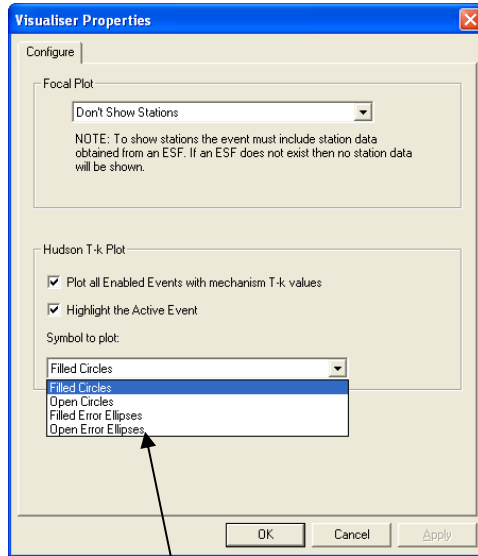 Visualiser Properties
Configure
Focal Plot
Don't Show Stations
NOTE: To show stations the event must include station data
obtained from an ESF. If an ESF does not exist then no station data
will be shown.
Hudson T-k Plot
Plot all Enabled Events with mechanism T-k values
Highlight the Active Event
Symbol to plot:
Filled Circles
Filled Circles
Open Circles
Filled Error Ellipses
Open Error Ellipses
OK Cancel Apply